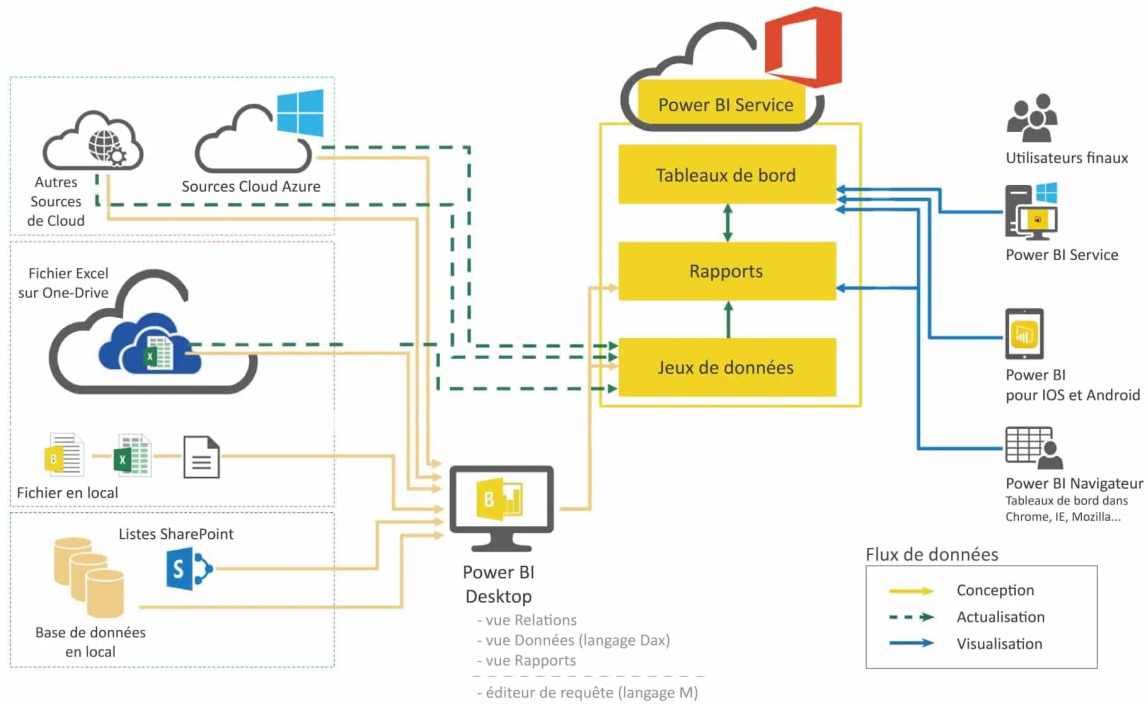 Power BI Service
Autres
Sources
de Cloud
Sources Cloud Azure
Fichier Excel
sur One-Drive
X
B
X
Fichier en local
Listes SharePoint
S
Base de données
en local
B
Power BI
Desktop
- vue Relations
- vue Données (langage Dax)
- vue Rapports
- éditeur de requête (langage M)
Tableaux de bord
Rapports
Jeux de données
Utilisateurs finaux
Power BI Service
Power BI
pour IOS et Android
Power BI Navigateur
Tableaux de bord dans
Chrome, IE, Mozilla...
Flux de données
Conception
Actualisation
Visualisation